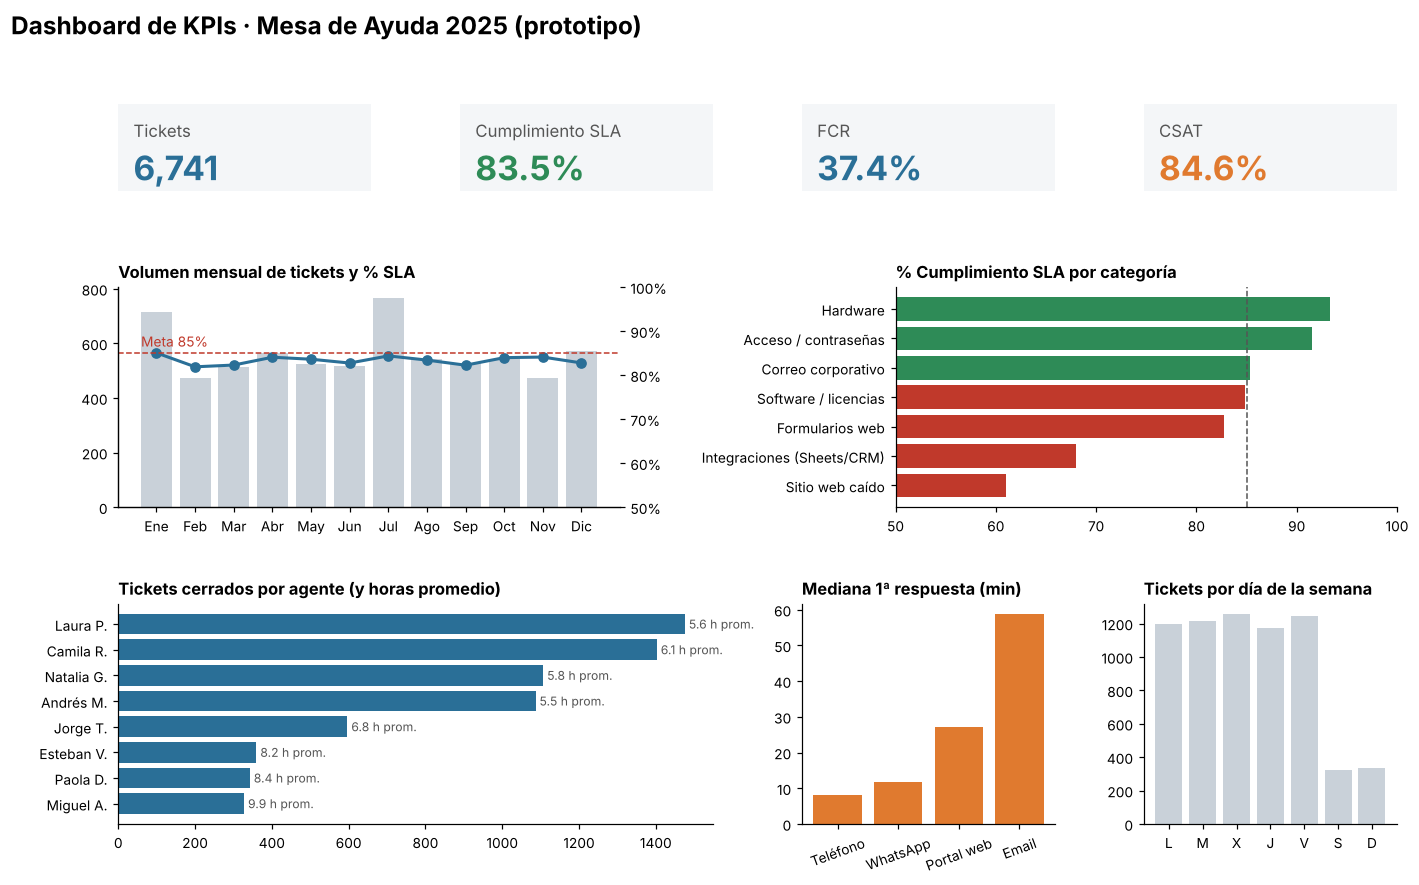 Dashboard de KPIs · Mesa de Ayuda 2025 (prototipo)
Tickets
6,741
Cumplimiento SLA
83.5%
FCR
37.4%
CSAT
84.6%
Volumen mensual de tickets y % SLA
800
600
400
200
0
Meta 85%
100%
90%
80%
70%
60%
50%
Ene Feb Mar Abr May Jun Jul Ago Sep Oct Nov Dic
% Cumplimiento SLA por categoría
Hardware
Acceso / contraseñas
Correo corporativo
Software / licencias
Formularios web
Integraciones (Sheets/CRM)
Sitio web caído
50 60 70 80 90 100
Tickets cerrados por agente (y horas promedio)
Laura P. 5.6 h prom.
Camila R. 6.1 h prom.
Natalia G. 5.8 h prom.
Andrés M. 5.5 h prom.
Jorge T. 6.8 h prom.
Esteban V. 8.2 h prom.
Paola D. 8.4 h prom.
Miguel A. 9.9 h prom.
0 200 400 600 800 1000 1200 1400
Mediana 1ª respuesta (min)
60
50
40
30
20
10
0
Teléfono WhatsApp Portal web Email
Tickets por día de la semana
1200
1000
800
600
400
200
0
L M X J V S D